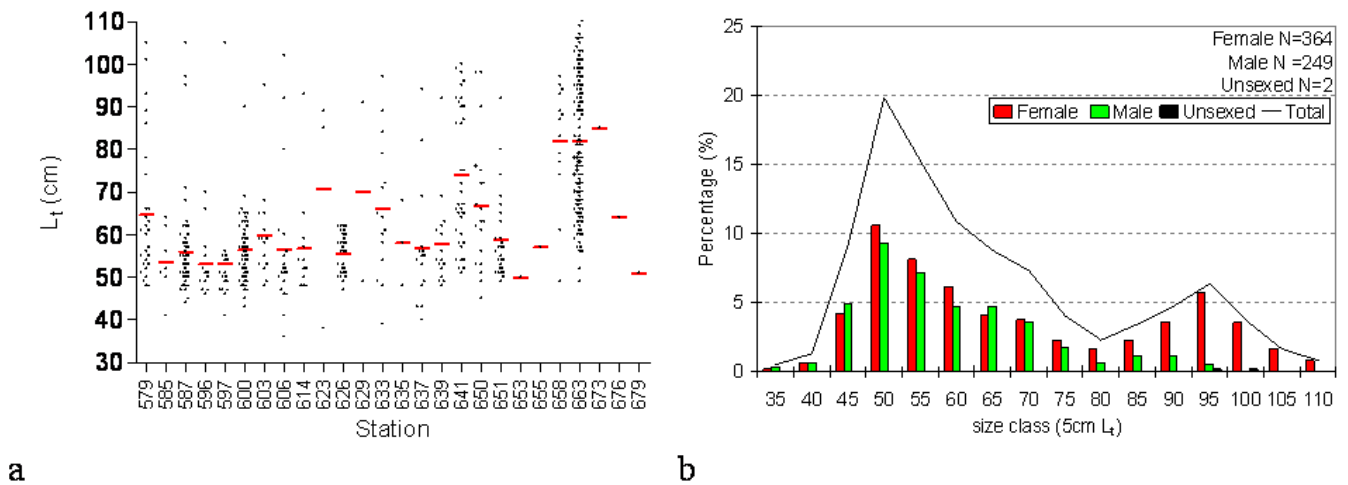 110
100
90
80
70
60
50
40
30
Lt (cm)
579 585 587 596 597 600 603 606 614 623 626 629 633 635 637 639 641 650 651 653 655 658 663 673 676 679
Station
a
25
20
15
10
5
0
Percentage (%)
Female N=364
Male N =249
Unsexed N=2
Female Male Unsexed Total
35 40 45 50 55 60 65 70 75 80 85 90 95 100 105 110
size class (5cm Lt)
b